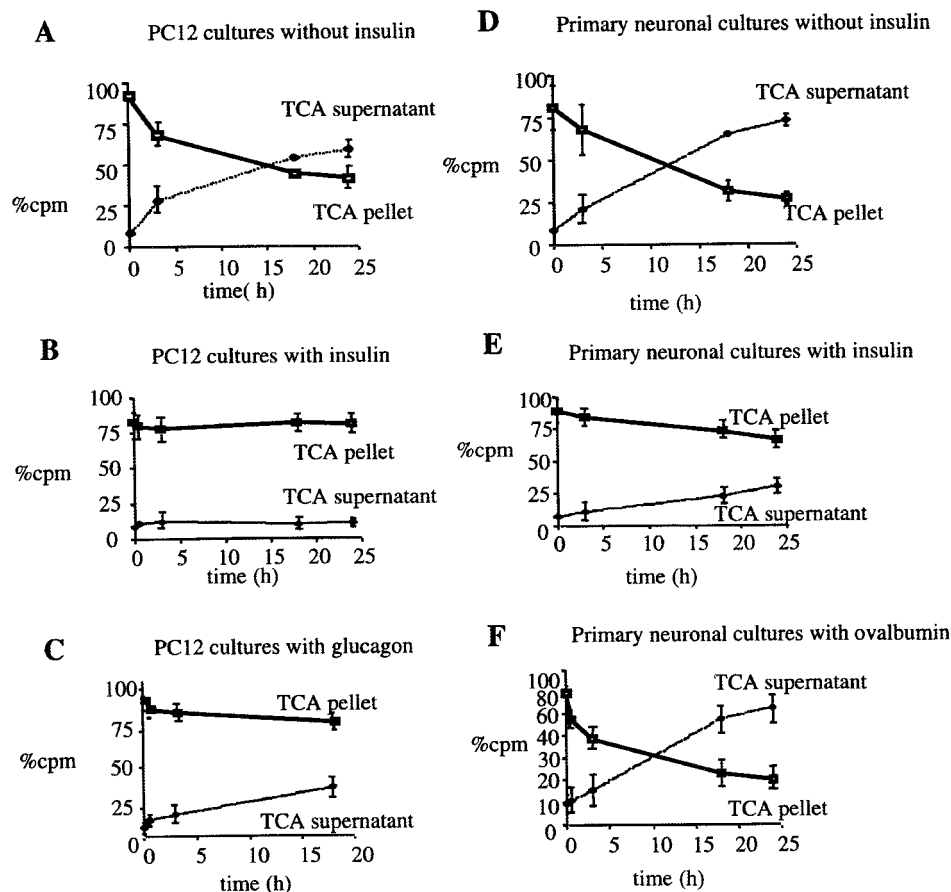 A PC12 cultures without insulin
100
75
50
25
0
%cpm
TCA supernatant
TCA pellet
0 5 10 15 20 25
time( h)
D Primary neuronal cultures without insulin
100
75
50
25
0
%cpm
TCA supernatant
TCA pellet
0 5 10 15 20 25
time (h)
B PC12 cultures with insulin
100
75
50
25
0
%cpm
TCA pellet
TCA supernatant
0 5 10 15 20 25
time (h)
E Primary neuronal cultures with insulin
100
75
50
25
0
%cpm
TCA pellet
TCA supernatant
0 5 10 15 20 25
time (h)
C PC12 cultures with glucagon
100
75
50
25
0
%cpm
TCA pellet
TCA supernatant
0 5 10 15 20
time (h)
F Primary neuronal cultures with ovalbumin
100
80
60
40
30
20
10
0
%cpm
TCA supernatant
TCA pellet
0 5 10 15 20 25
time (h)